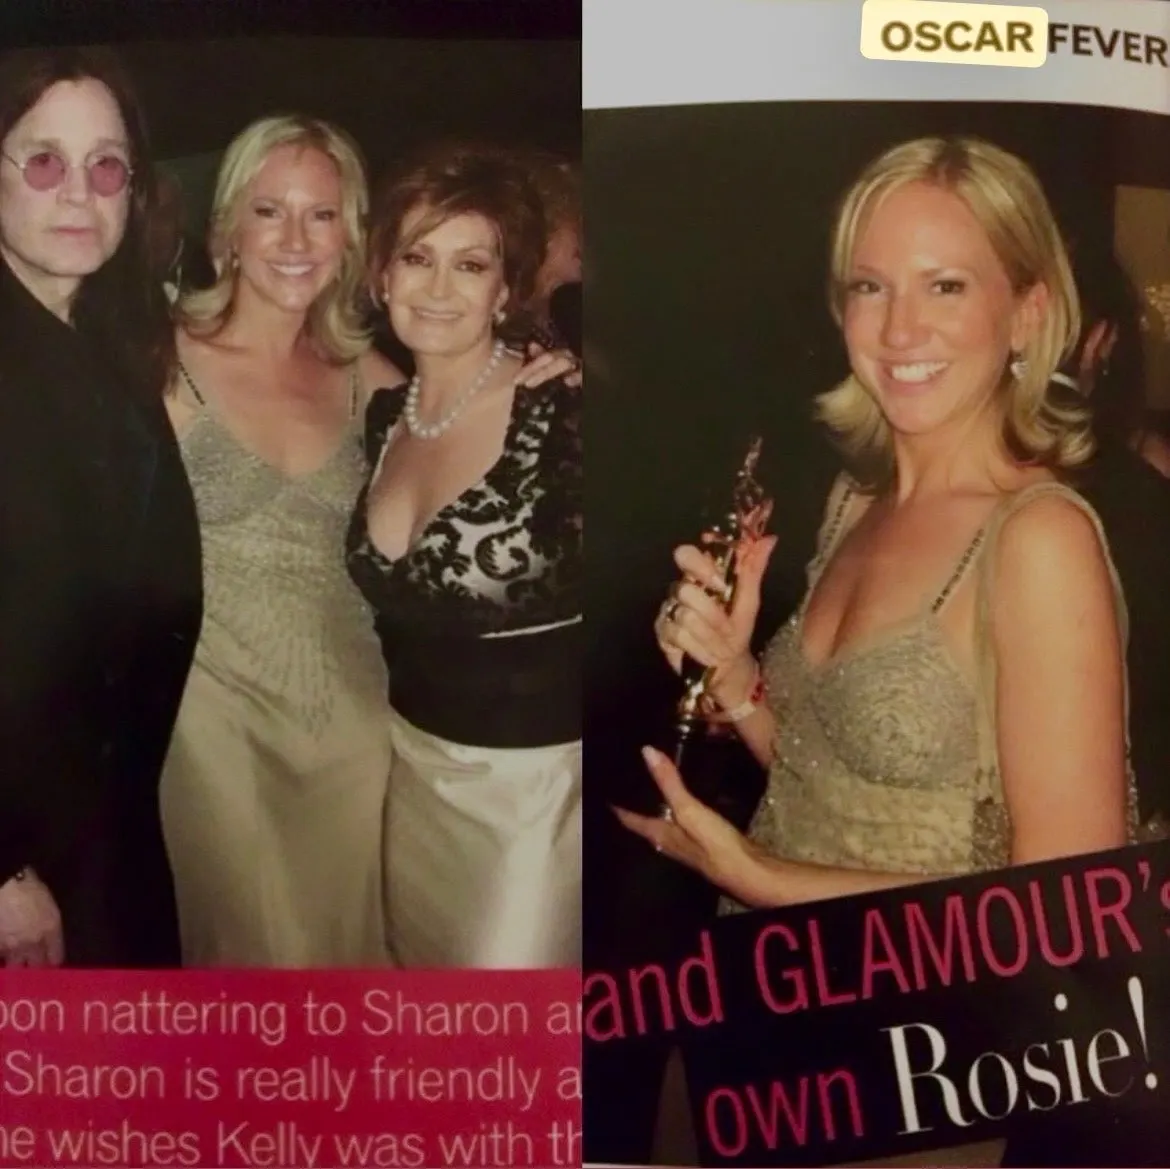 OSCAR FEVER
oon nattering to Sharon a
Sharon is really friendly a
he wishes Kelly was with th
and GLAMOUR's
own Rosie!